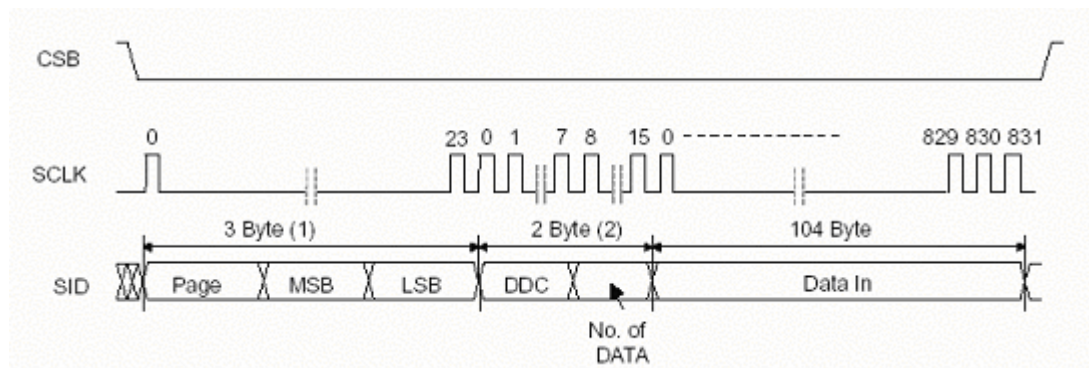 CSB
0 23 0 1 7 8 15 0 829 830 831
SCLK
3 Byte (1) 2 Byte (2) 104 Byte
SID Page MSB LSB DDC Data In
No. of
DATA